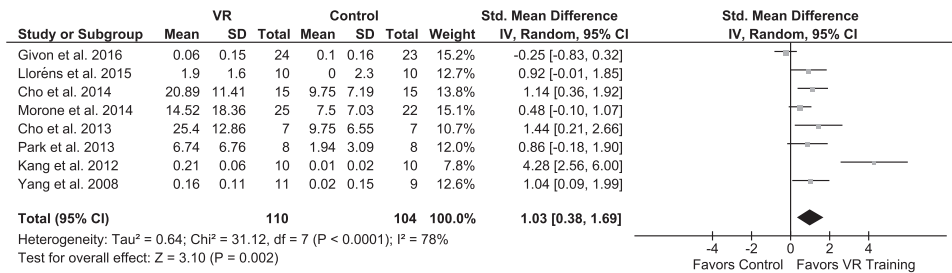 VR Control Std. Mean Difference Std. Mean Difference
Study or Subgroup Mean SD Total Mean SD Total Weight IV, Random, 95% CI IV, Random, 95% CI
Givon et al. 2016 0.06 0.15 24 0.1 0.16 23 15.2% -0.25 [-0.83, 0.32]
Lloréns et al. 2015 1.9 1.6 10 0 2.3 10 12.8% 0.92 [-0.01, 1.85]
Cho et al. 2014 20.89 11.41 15 9.75 7.19 15 13.8% 1.14 [0.36, 1.92]
Morone et al. 2014 14.52 18.36 25 7.5 7.03 22 15.1% 0.48 [-0.10, 1.07]
Cho et al. 2013 25.4 12.86 7 9.75 6.55 7 10.7% 1.44 [0.21, 2.66]
Park et al. 2013 6.74 6.76 8 1.94 3.09 8 12.0% 0.86 [-0.18, 1.90]
Kang et al. 2012 0.21 0.06 10 0.01 0.02 10 7.8% 4.28 [2.56, 6.00]
Yang et al. 2008 0.16 0.11 11 0.02 0.15 9 12.6% 1.04 [0.09, 1.99]
Total (95% CI) 110 104 100.0% 1.03 [0.38, 1.69]
Heterogeneity: Tau² = 0.64; Chi² = 31.12, df = 7 (P < 0.0001); I² = 78%
Test for overall effect: Z = 3.10 (P = 0.002)
-4 -2 0 2 4
Favors Control Favors VR Training